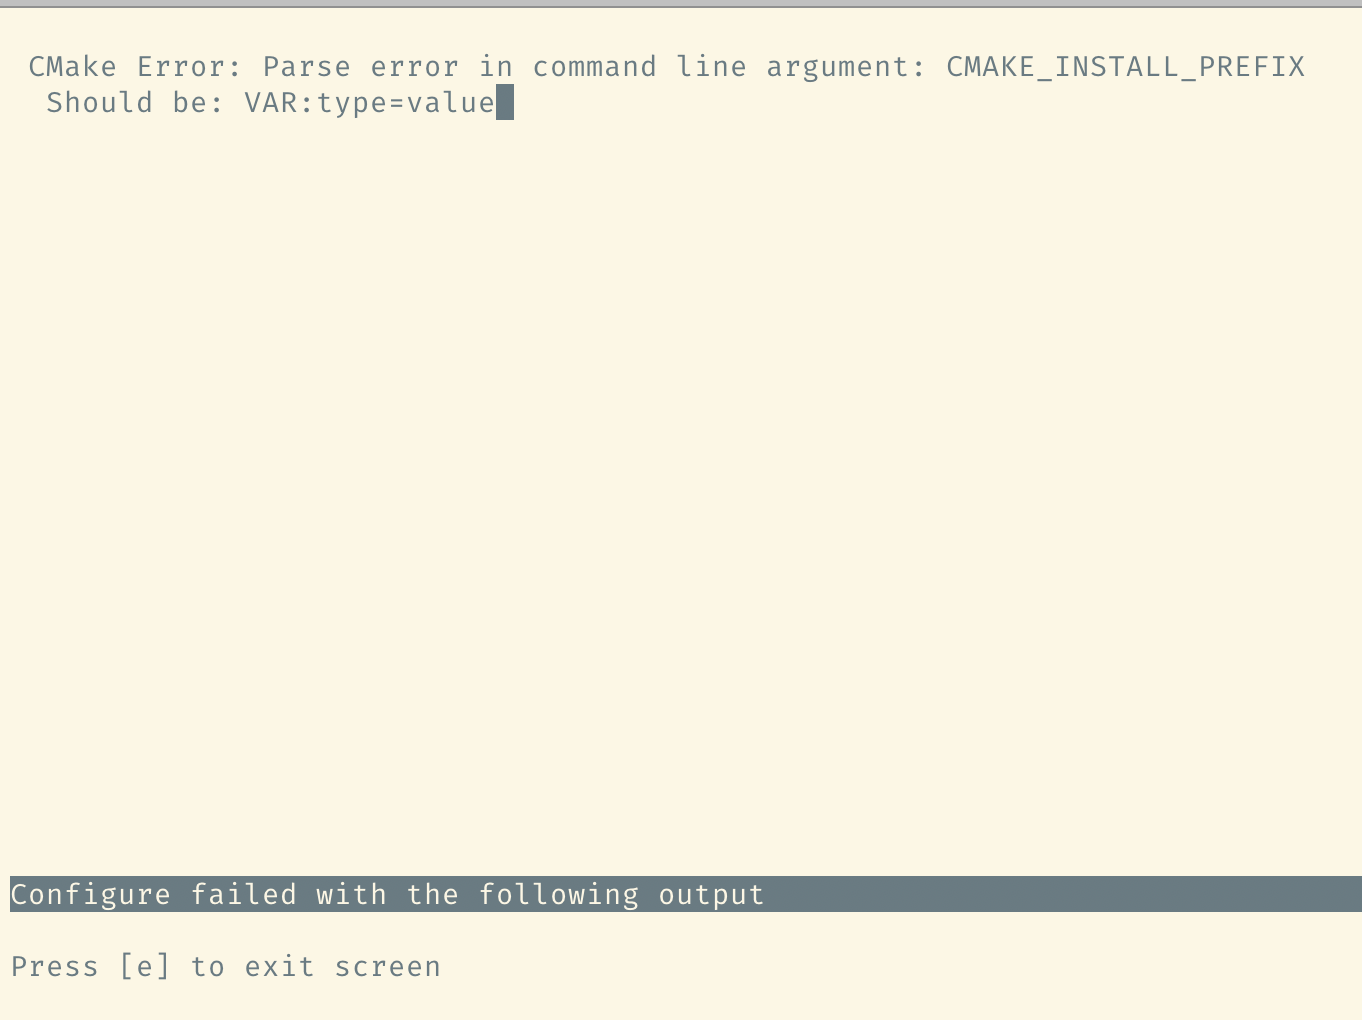 CMake Error: Parse error in command line argument: CMAKE_INSTALL_PREFIX
Should be: VAR:type=value
Configure failed with the following output
Press [e] to exit screen